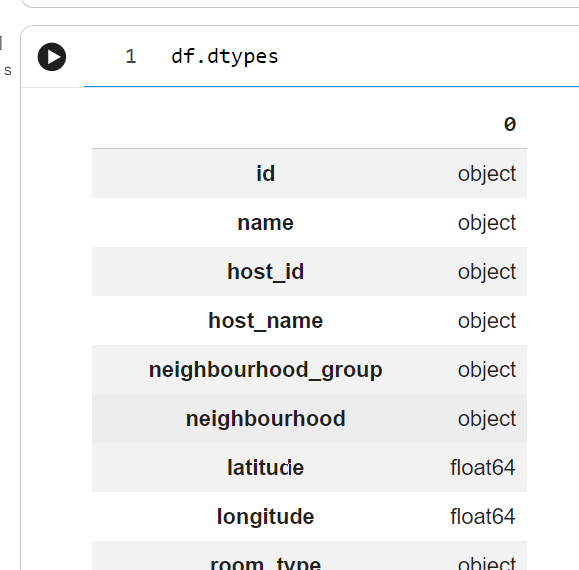 s
1 df.dtypes
0
id object
name object
host_id object
host_name object
neighbourhood_group object
neighbourhood object
latitude float64
longitude float64
room_type object